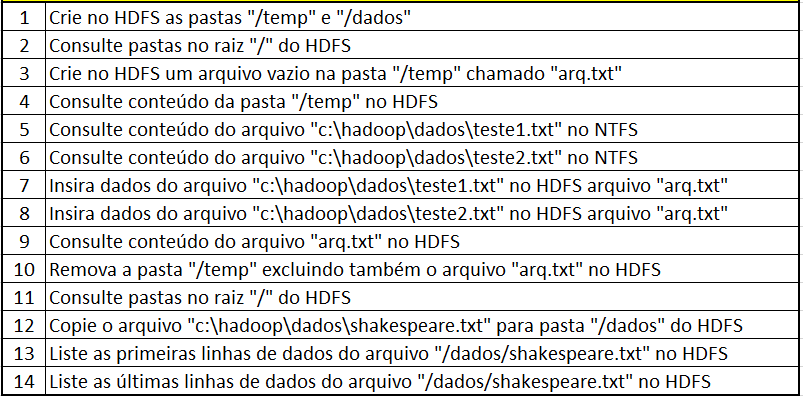 1 Crie no HDFS as pastas "/temp" e "/dados"
2 Consulte pastas no raiz "/" do HDFS
3 Crie no HDFS um arquivo vazio na pasta "/temp" chamado "arq.txt"
4 Consulte conteúdo da pasta "/temp" no HDFS
5 Consulte conteúdo do arquivo "c:\hadoop\dados\teste1.txt" no NTFS
6 Consulte conteúdo do arquivo "c:\hadoop\dados\teste2.txt" no NTFS
7 Insira dados do arquivo "c:\hadoop\dados\teste1.txt" no HDFS arquivo "arq.txt"
8 Insira dados do arquivo "c:\hadoop\dados\teste2.txt" no HDFS arquivo "arq.txt"
9 Consulte conteúdo do arquivo "arq.txt" no HDFS
10 Remova a pasta "/temp" excluindo também o arquivo "arq.txt" no HDFS
11 Consulte pastas no raiz "/" do HDFS
12 Copie o arquivo "c:\hadoop\dados\shakespeare.txt" para pasta "/dados" do HDFS
13 Liste as primeiras linhas de dados do arquivo "/dados/shakespeare.txt" no HDFS
14 Liste as últimas linhas de dados do arquivo "/dados/shakespeare.txt" no HDFS